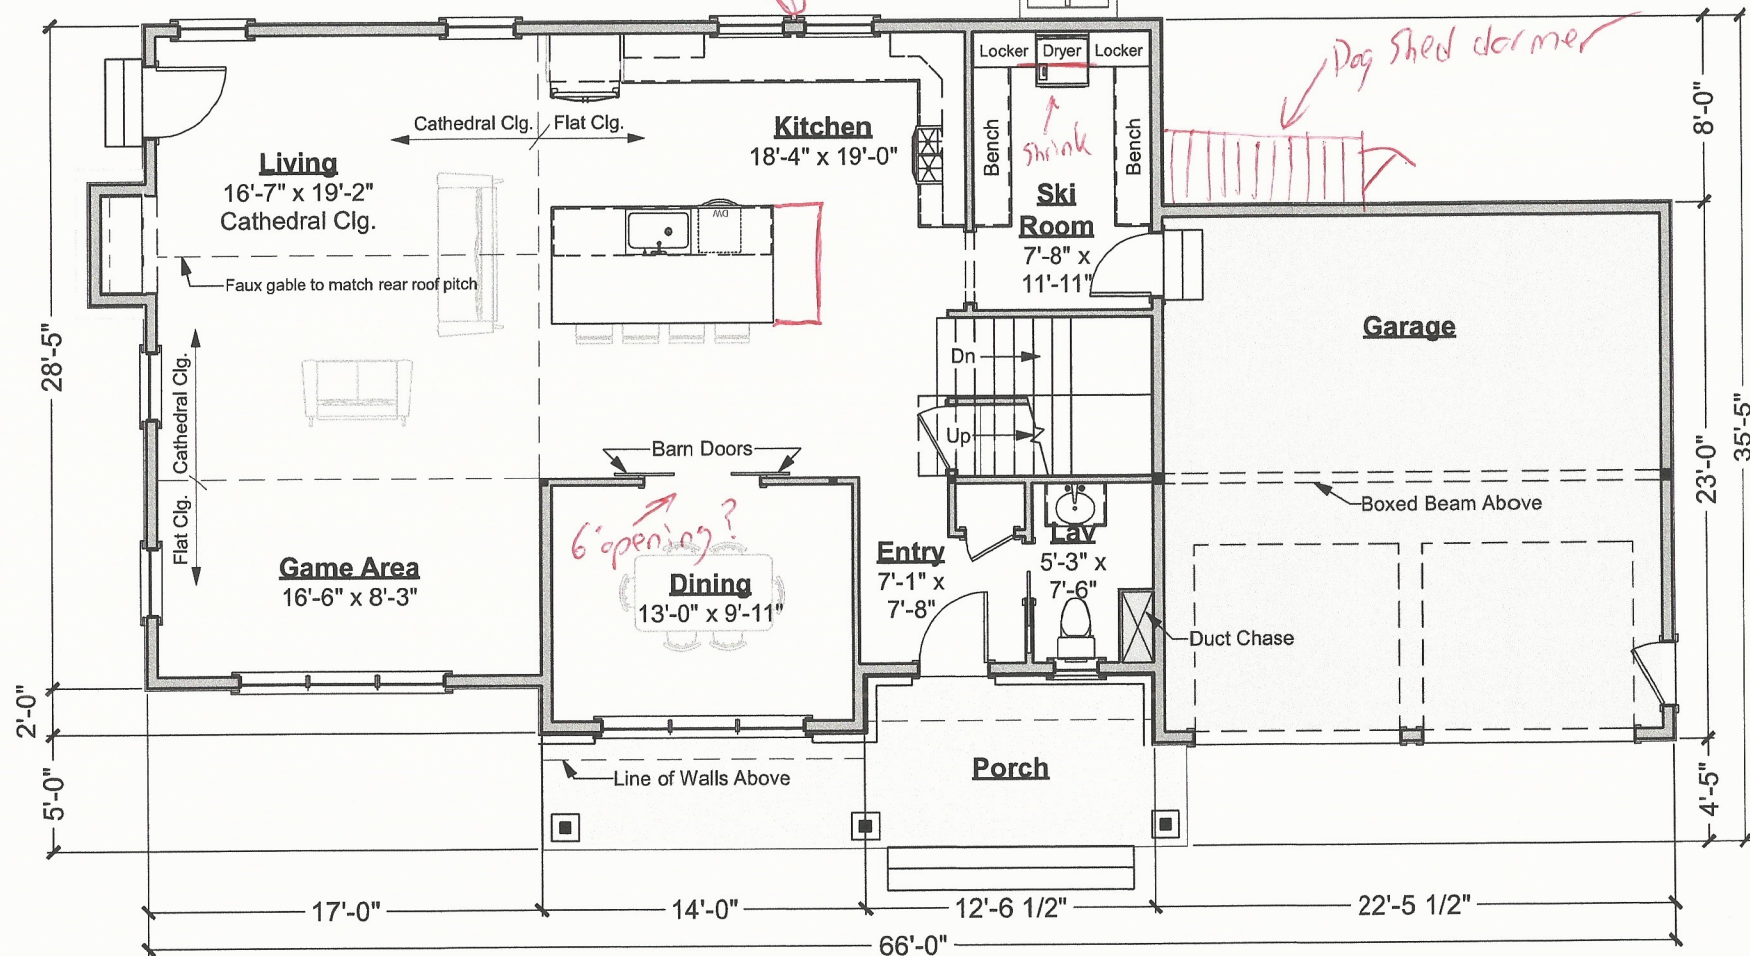 Dog Shed dormer
Locker
Dryer
Locker
8'-0"
Cathedral Clg.
Flat Clg.
Kitchen
18'-4" x 19'-0"
Bench
Bench
shrink
Living
16'-7" x 19'-2"
Cathedral Clg.
DW
Ski
Room
7'-8" x
11'-11"
Faux gable to match rear roof pitch
Garage
28'-5"
Cathedral Clg.
Dn
35'-5"
Up
Barn Doors
23'-0"
Boxed Beam Above
Flat Clg.
6' opening?
Lav
5'-3" x
7'-6"
Entry
7'-1" x
7'-8"
Game Area
16'-6" x 8'-3"
Dining
13'-0" x 9'-11"
Duct Chase
2'-0"
Porch
Line of Walls Above
5'-0"
4'-5"
17'-0"
14'-0"
12'-6 1/2"
22'-5 1/2"
66'-0"